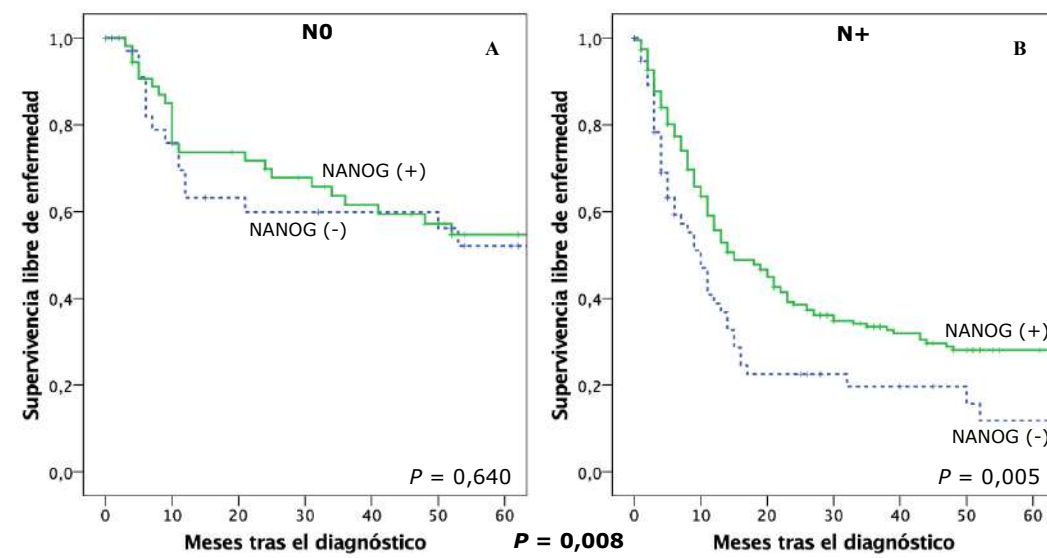 N0
A
Supervivencia libre de enfermedad
1,0
0,8
0,6
0,4
0,2
0,0
NANOG (+)
NANOG (-)
P = 0,640
0 10 20 30 40 50 60
Meses tras el diagnóstico
N+
B
Supervivencia libre de enfermedad
1,0
0,8
0,6
0,4
0,2
0,0
NANOG (+)
NANOG (-)
P = 0,005
0 10 20 30 40 50 60
Meses tras el diagnóstico
P = 0,008